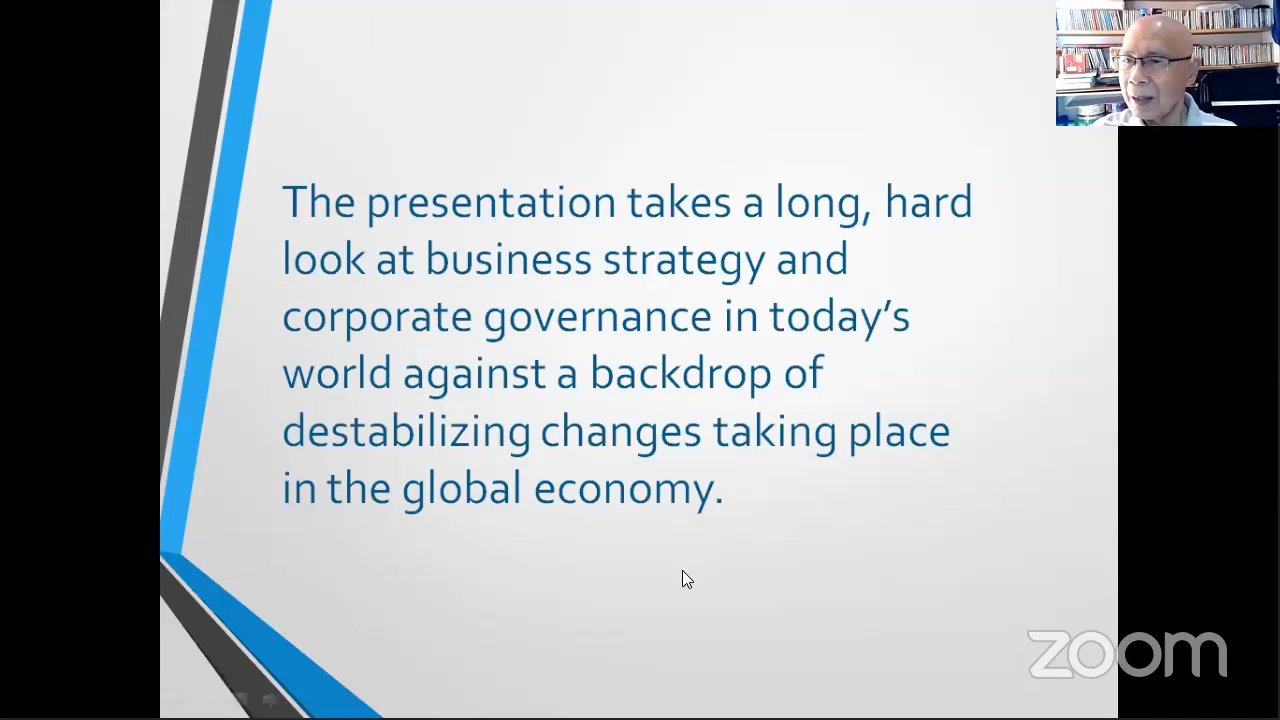 The presentation takes a long, hard
look at business strategy and
corporate governance in today’s
world against a backdrop of
destabilizing changes taking place
in the global economy.
zoom